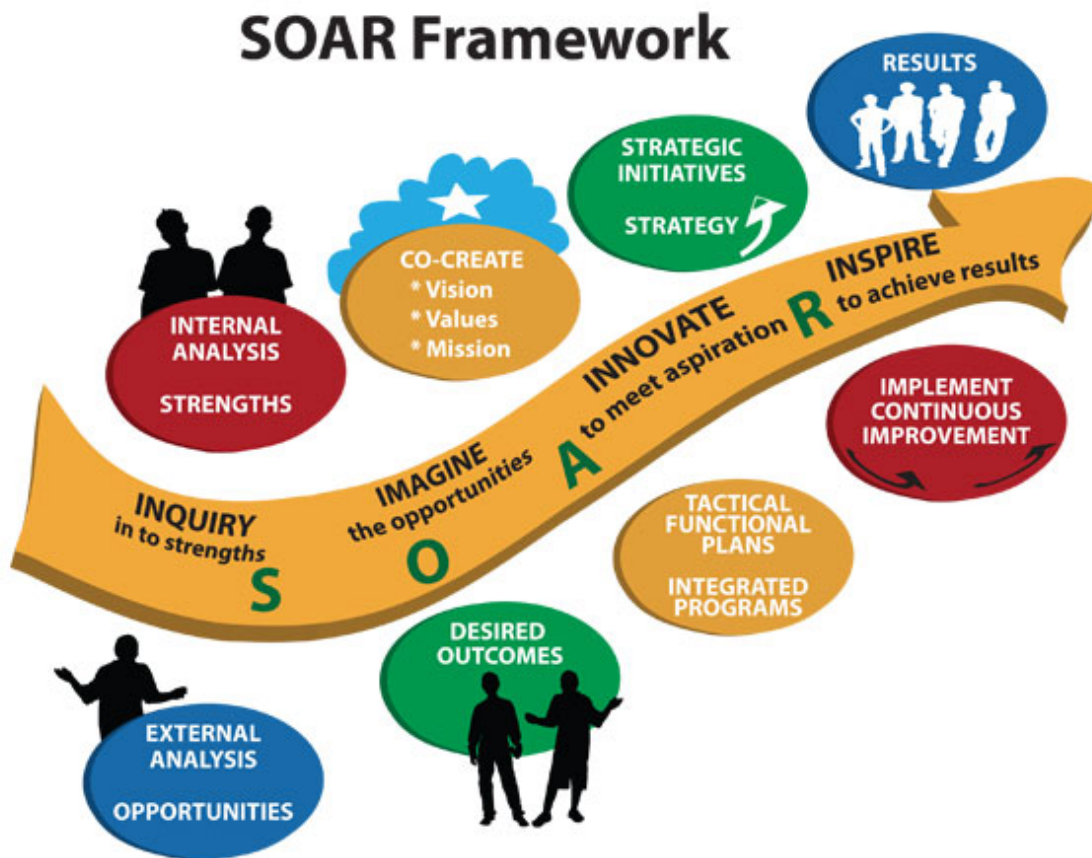 SOAR Framework
RESULTS
STRATEGIC
INITIATIVES
STRATEGY
CO-CREATE
* Vision
* Values
* Mission
INTERNAL
ANALYSIS
STRENGTHS
INQUIRY
in to strengths
S
IMAGINE
the opportunities
O
INNOVATE
to meet aspiration
A
INSPIRE
to achieve results
R
IMPLEMENT
CONTINUOUS
IMPROVEMENT
TACTICAL
FUNCTIONAL
PLANS
INTEGRATED
PROGRAMS
DESIRED
OUTCOMES
EXTERNAL
ANALYSIS
OPPORTUNITIES